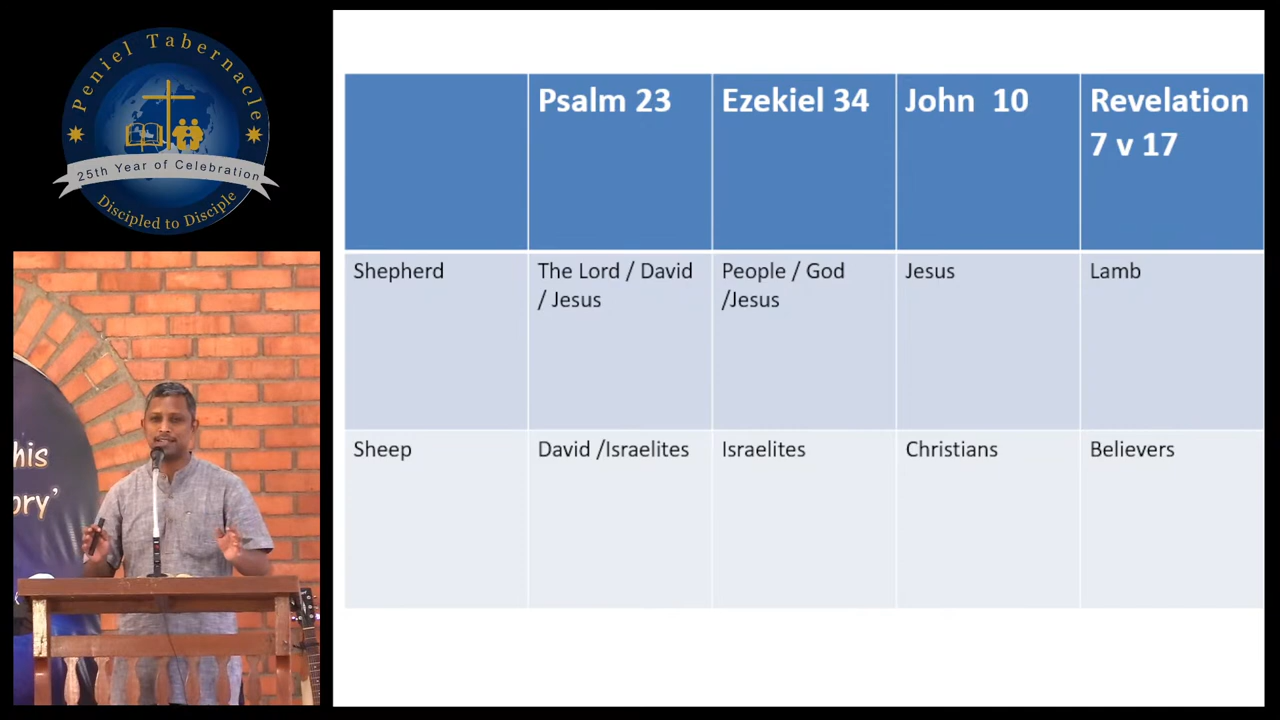 Peniel Tabernacle
25th Year of Celebration
Discipled to Disciple
his
ory'
Psalm 23
Ezekiel 34
John 10
Revelation
7 v 17
Shepherd
The Lord / David
/ Jesus
People / God
/Jesus
Jesus
Lamb
Sheep
David /Israelites
Israelites
Christians
Believers